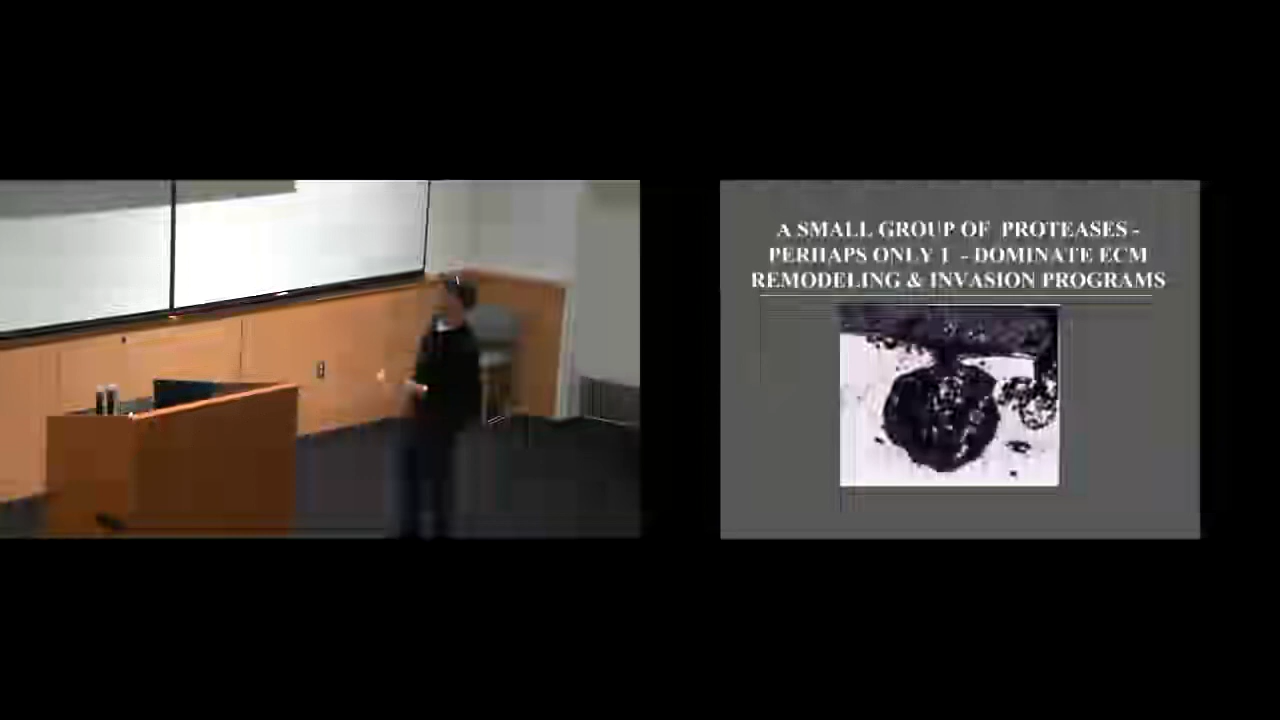 A SMALL GROUP OF PROTEASES -
PERHAPS ONLY 1 - DOMINATE ECM
REMODELING & INVASION PROGRAMS